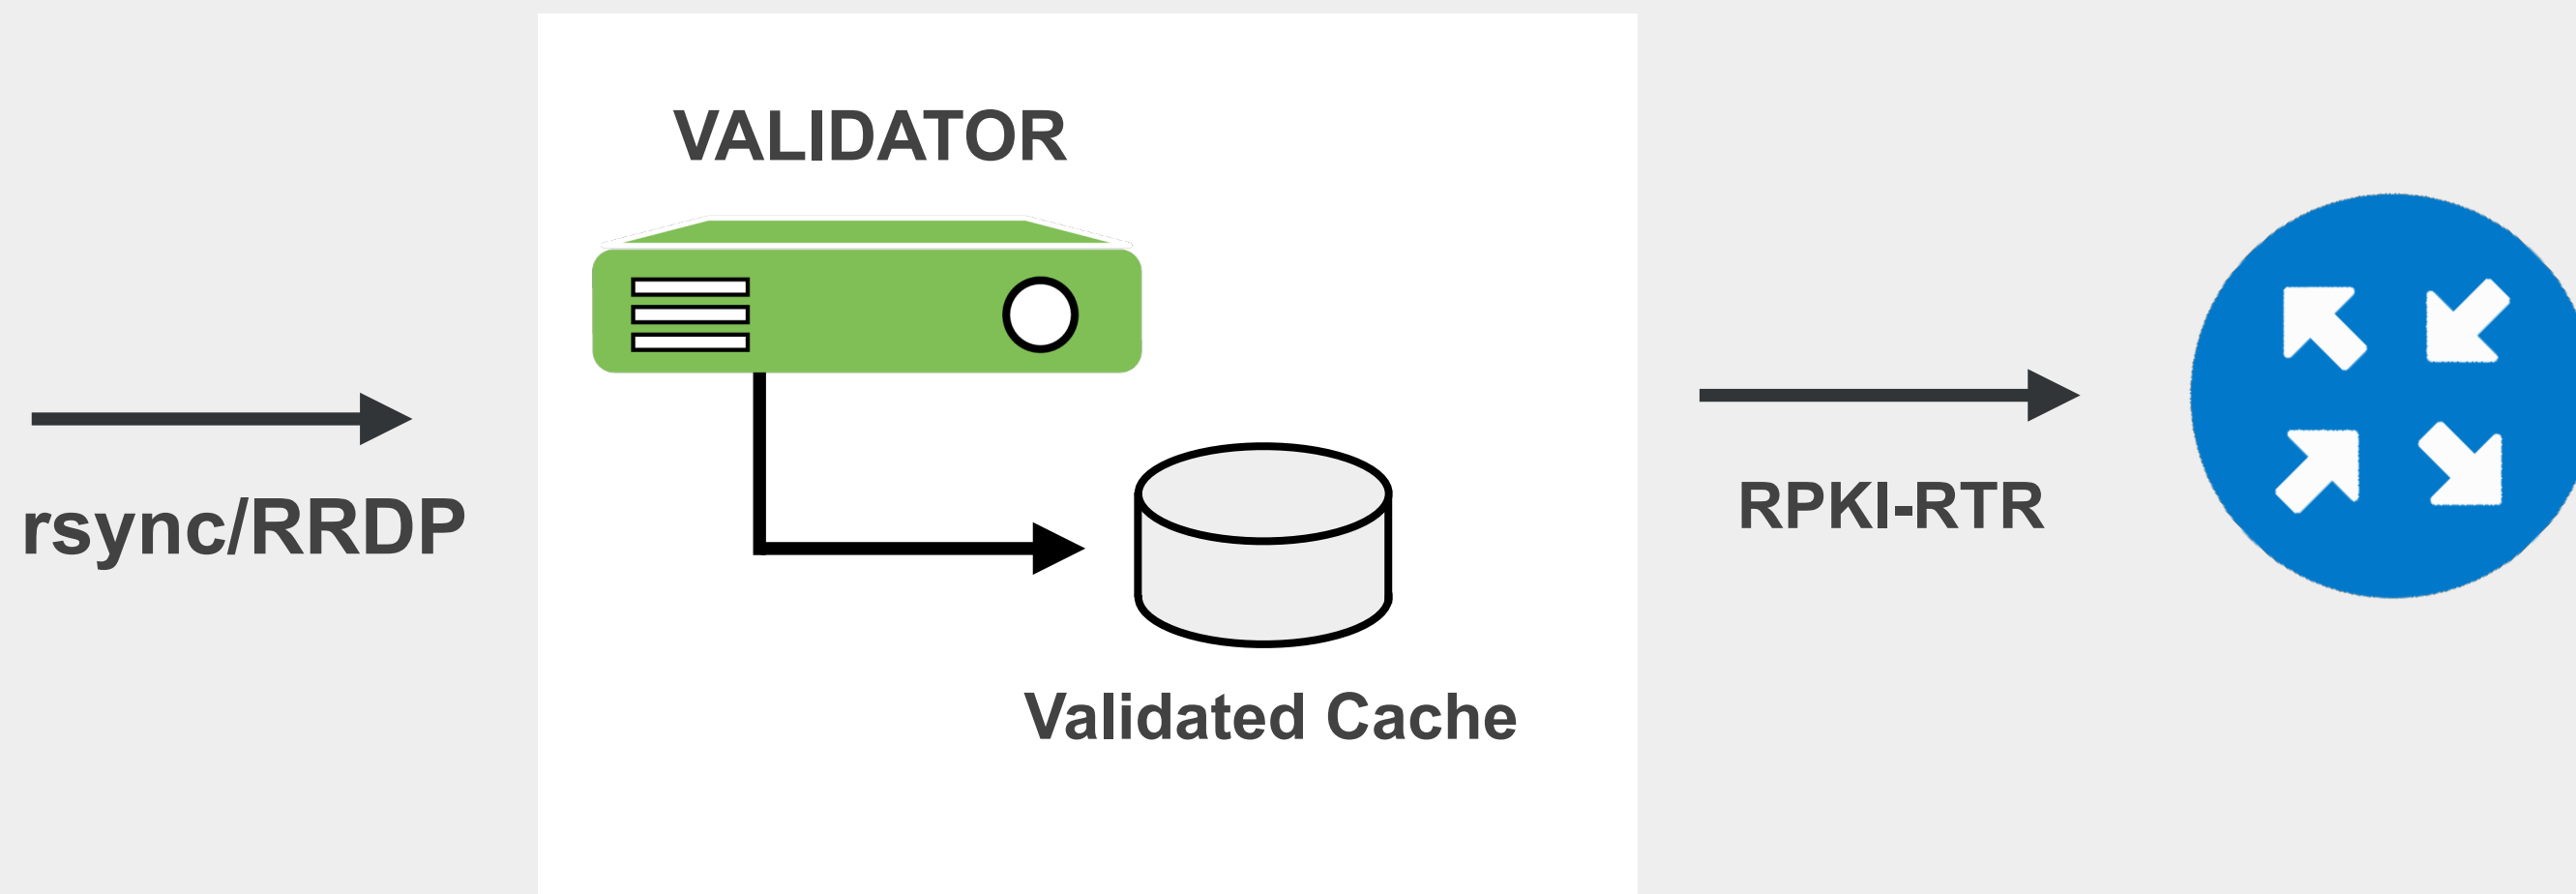 VALIDATOR
rsync/RRDP
RPKI-RTR
Validated Cache